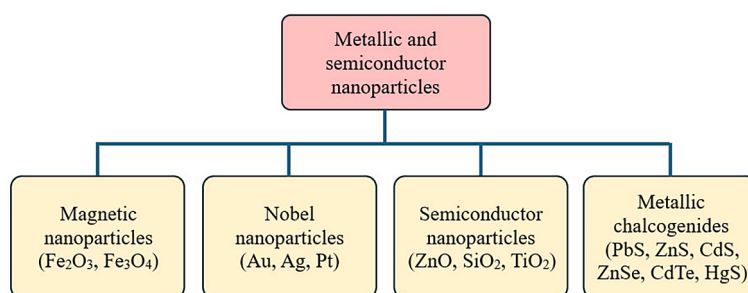 Metallic and
semiconductor
nanoparticles
Magnetic
nanoparticles
(Fe₂O₃, Fe₃O₄)
Nobel
nanoparticles
(Au, Ag, Pt)
Semiconductor
nanoparticles
(ZnO, SiO₂, TiO₂)
Metallic
chalcogenides
(PbS, ZnS, CdS,
ZnSe, CdTe, HgS)